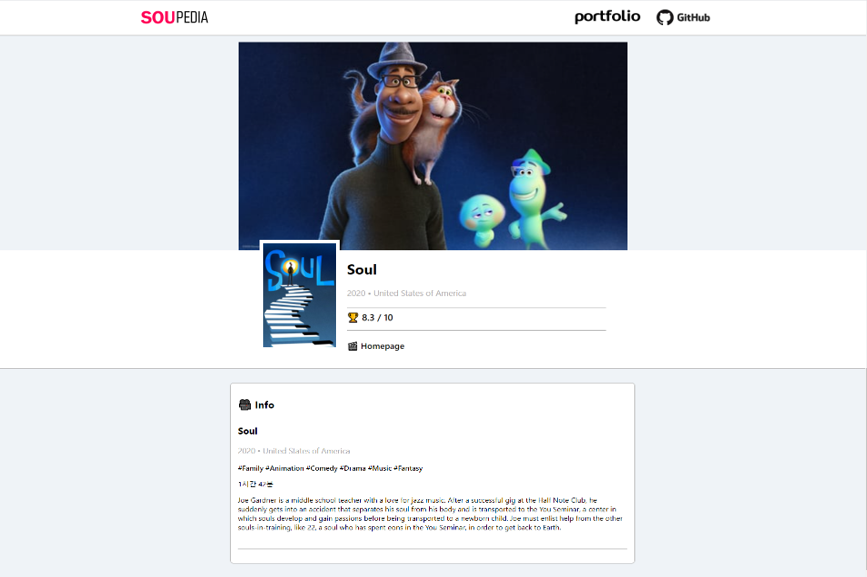 SOUPEDIA
portfolio
GitHub
SOUL
Soul
2020 • United States of America
8.3 / 10
Homepage
Info
Soul
2020 • United States of America
#Family #Animation #Comedy #Drama #Music #Fantasy
1시간 42분
Joe Gardner is a middle school teacher with a love for jazz music. After a successful gig at the Half Note Club, he
suddenly gets into an accident that separates his soul from his body and is transported to the You Seminar, a center in
which souls develop and gain passions before being transported to a newborn child. Joe must enlist help from the other
souls-in-training, like 22, a soul who has spent eons in the You Seminar, in order to get back to Earth.